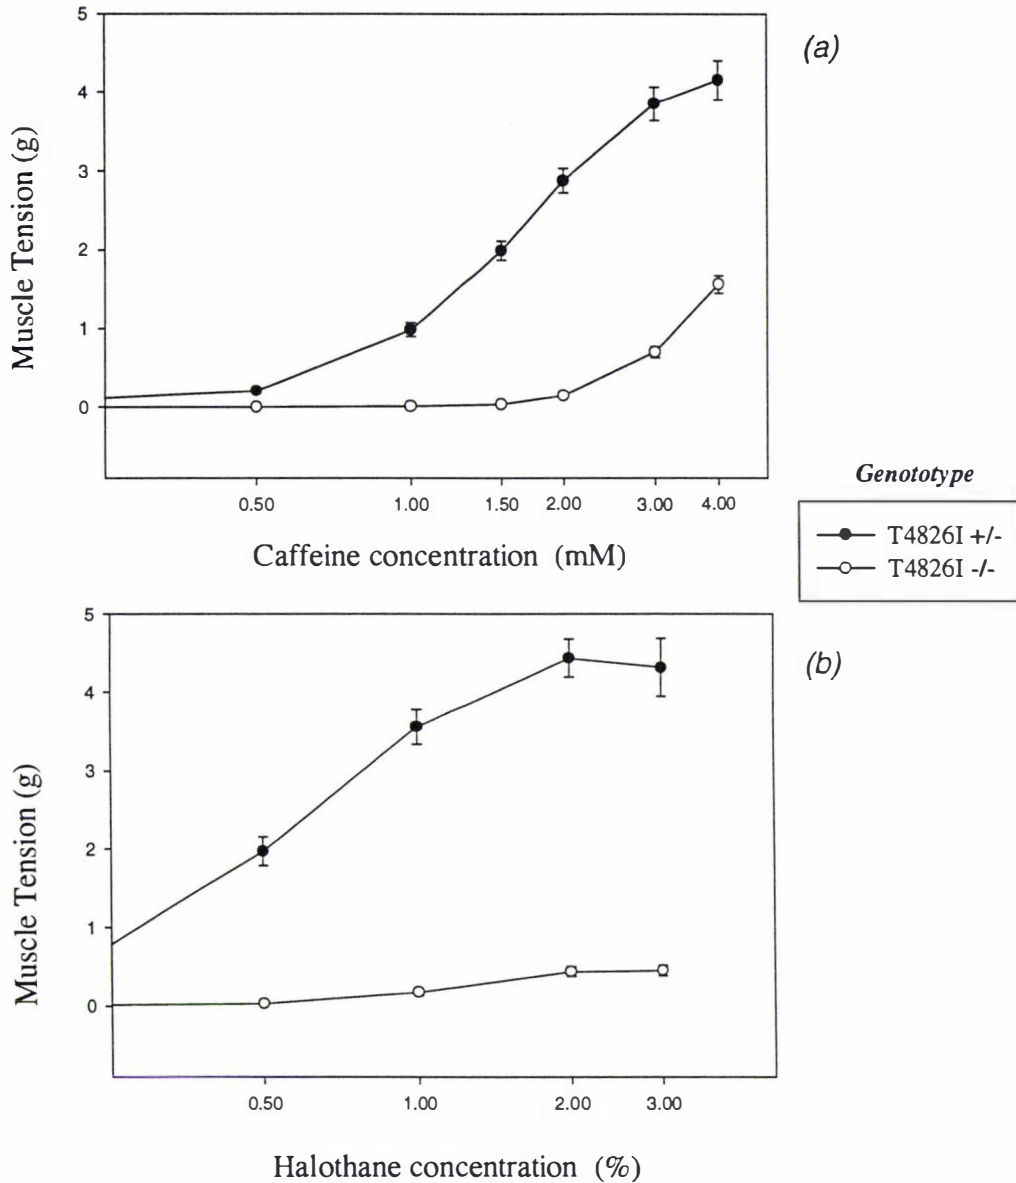 (a)
Muscle Tension (g)
5
4
3
2
1
0
0.50
1.00
1.50
2.00
3.00
4.00
Caffeine concentration (mM)
Genototype
T4826I +/-
T4826I -/-
(b)
Muscle Tension (g)
5
4
3
2
1
0
0.50
1.00
2.00
3.00
Halothane concentration (%)